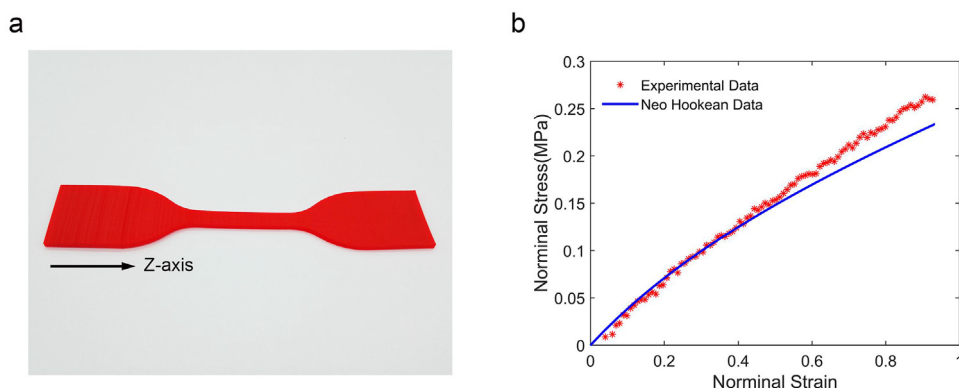 a
Z-axis
b
Norminal Stress(MPa)
0.3
0.25
0.2
0.15
0.1
0.05
0
Experimental Data
Neo Hookean Data
0 0.2 0.4 0.6 0.8 1
Norminal Strain